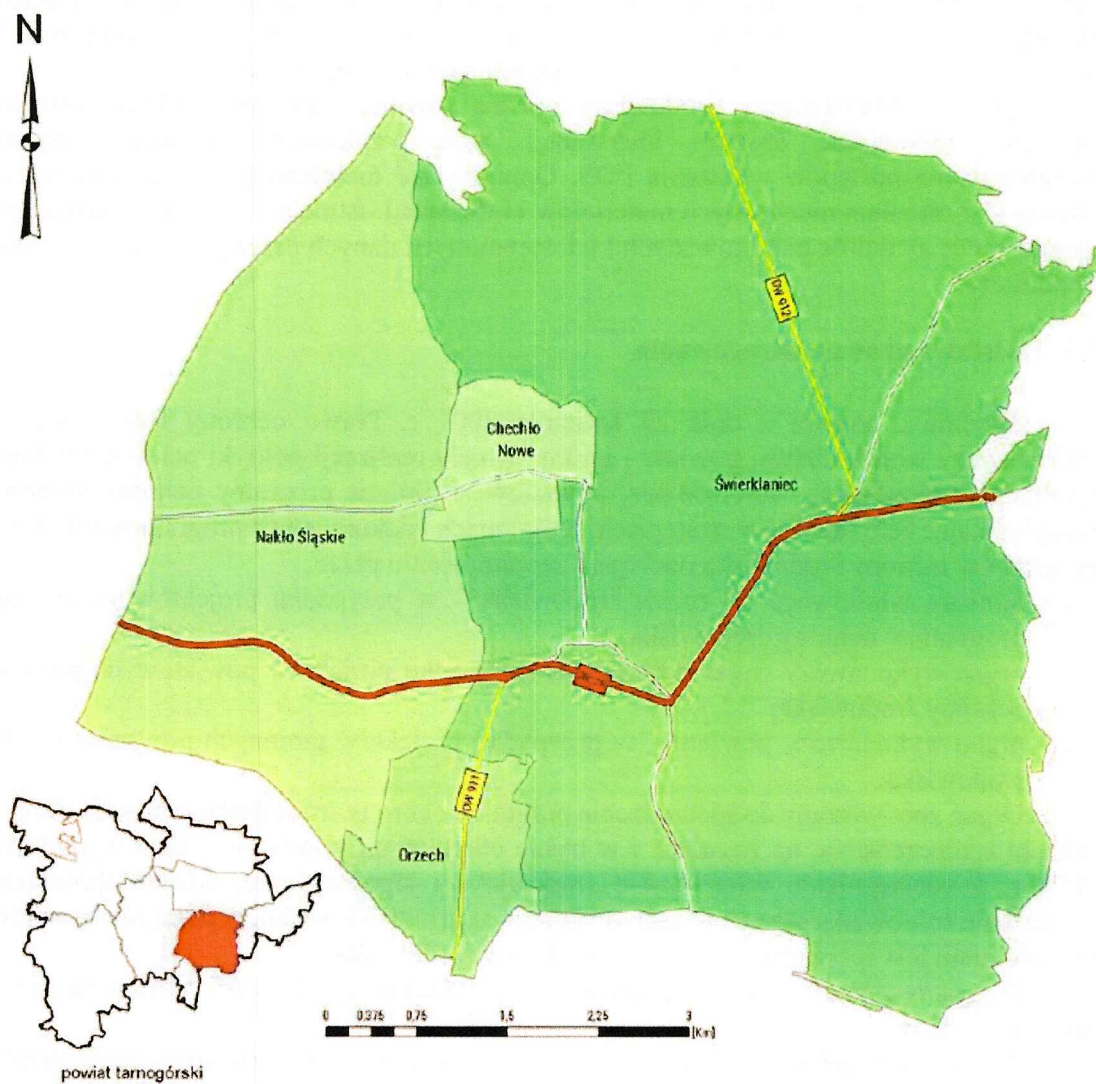 N
DW 912
Chechło
Nowe
Świerklaniec
Nakło Śląskie
DW 911
Orzech
0 0,375 0,75 1,5 2,25 3
[Km]
powiat tarnogórski